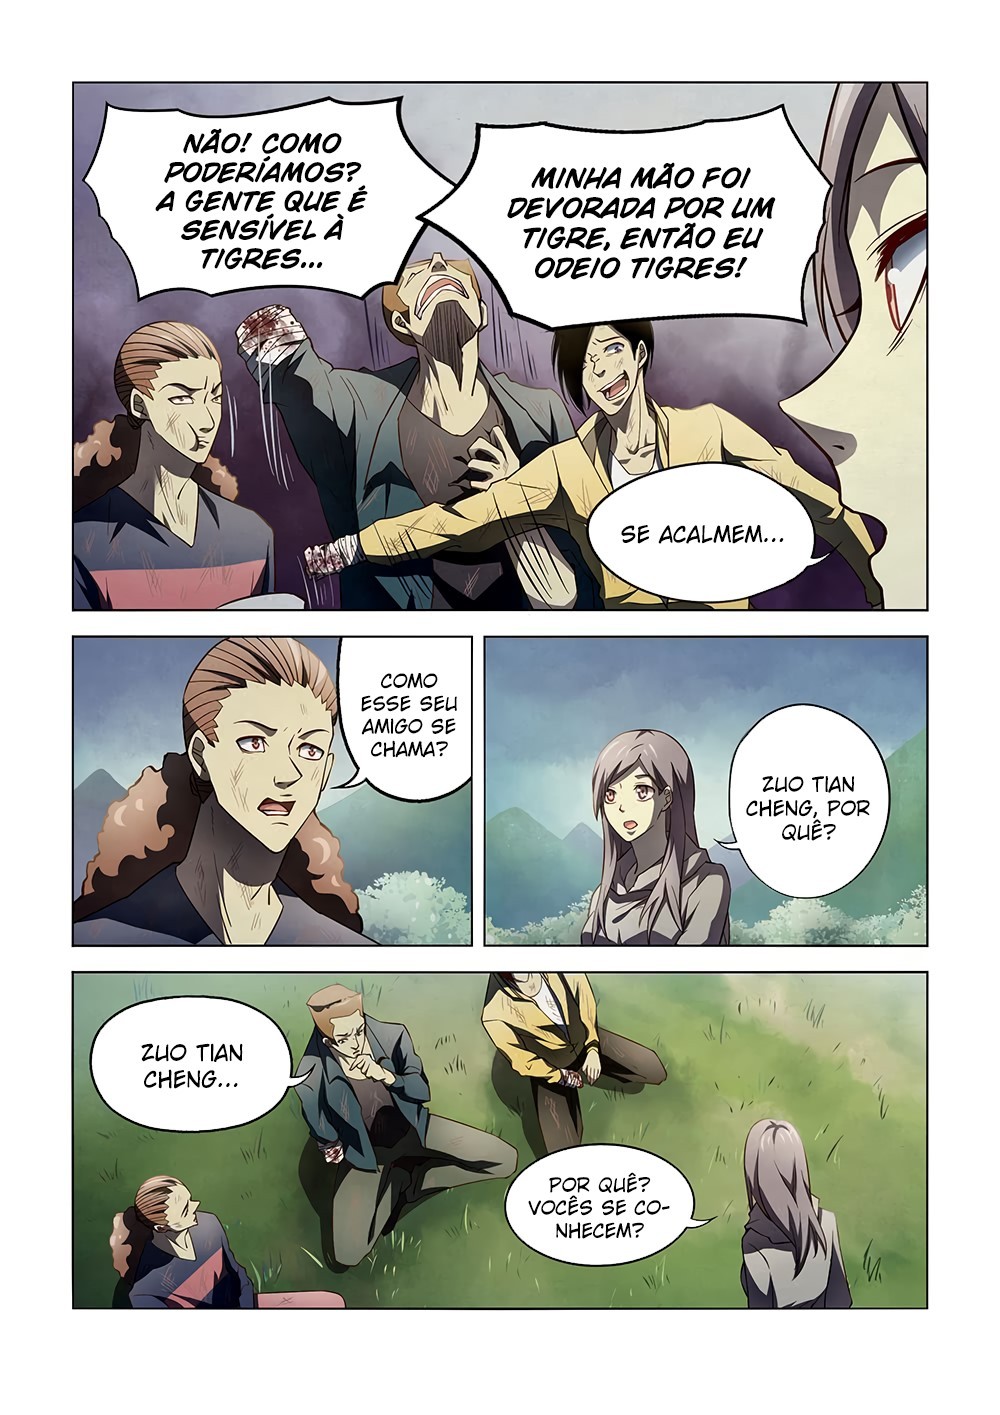 NÃO! COMO
PODERÍAMOS?
A GENTE QUE É
SENSÍVEL À
TIGRES...
MINHA MÃO FOI
DEVORADA POR UM
TIGRE, ENTÃO EU
ODEIO TIGRES!
SE ACALMEM...
COMO
ESSE SEU
AMIGO SE
CHAMA?
ZUO TIAN
CHENG, POR
QUÊ?
ZUO TIAN
CHENG...
POR QUÊ?
VOCÊS SE CO-
NHECEM?